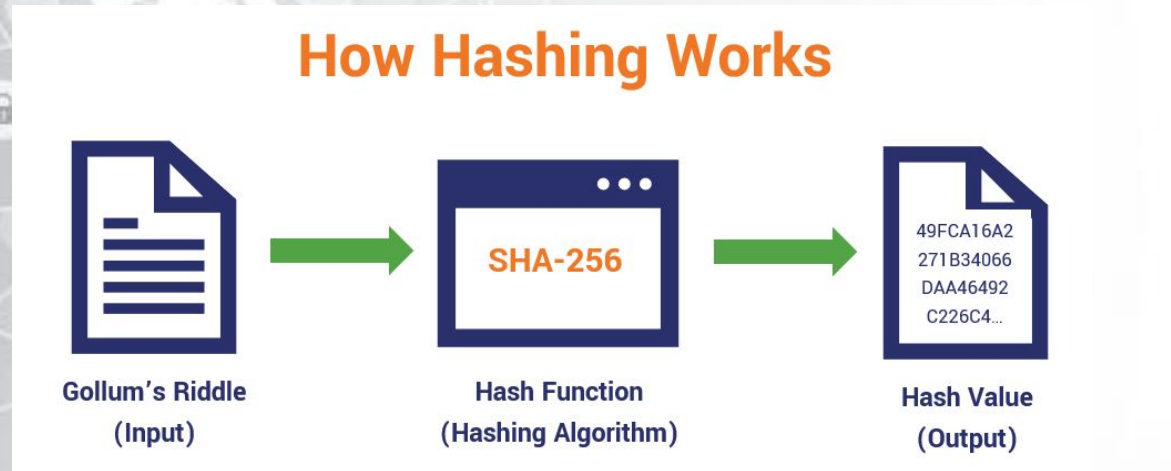 How Hashing Works
SHA-256
49FCA16A2
271B34066
DAA46492
C226C4...
Gollum's Riddle
(Input)
Hash Function
(Hashing Algorithm)
Hash Value
(Output)